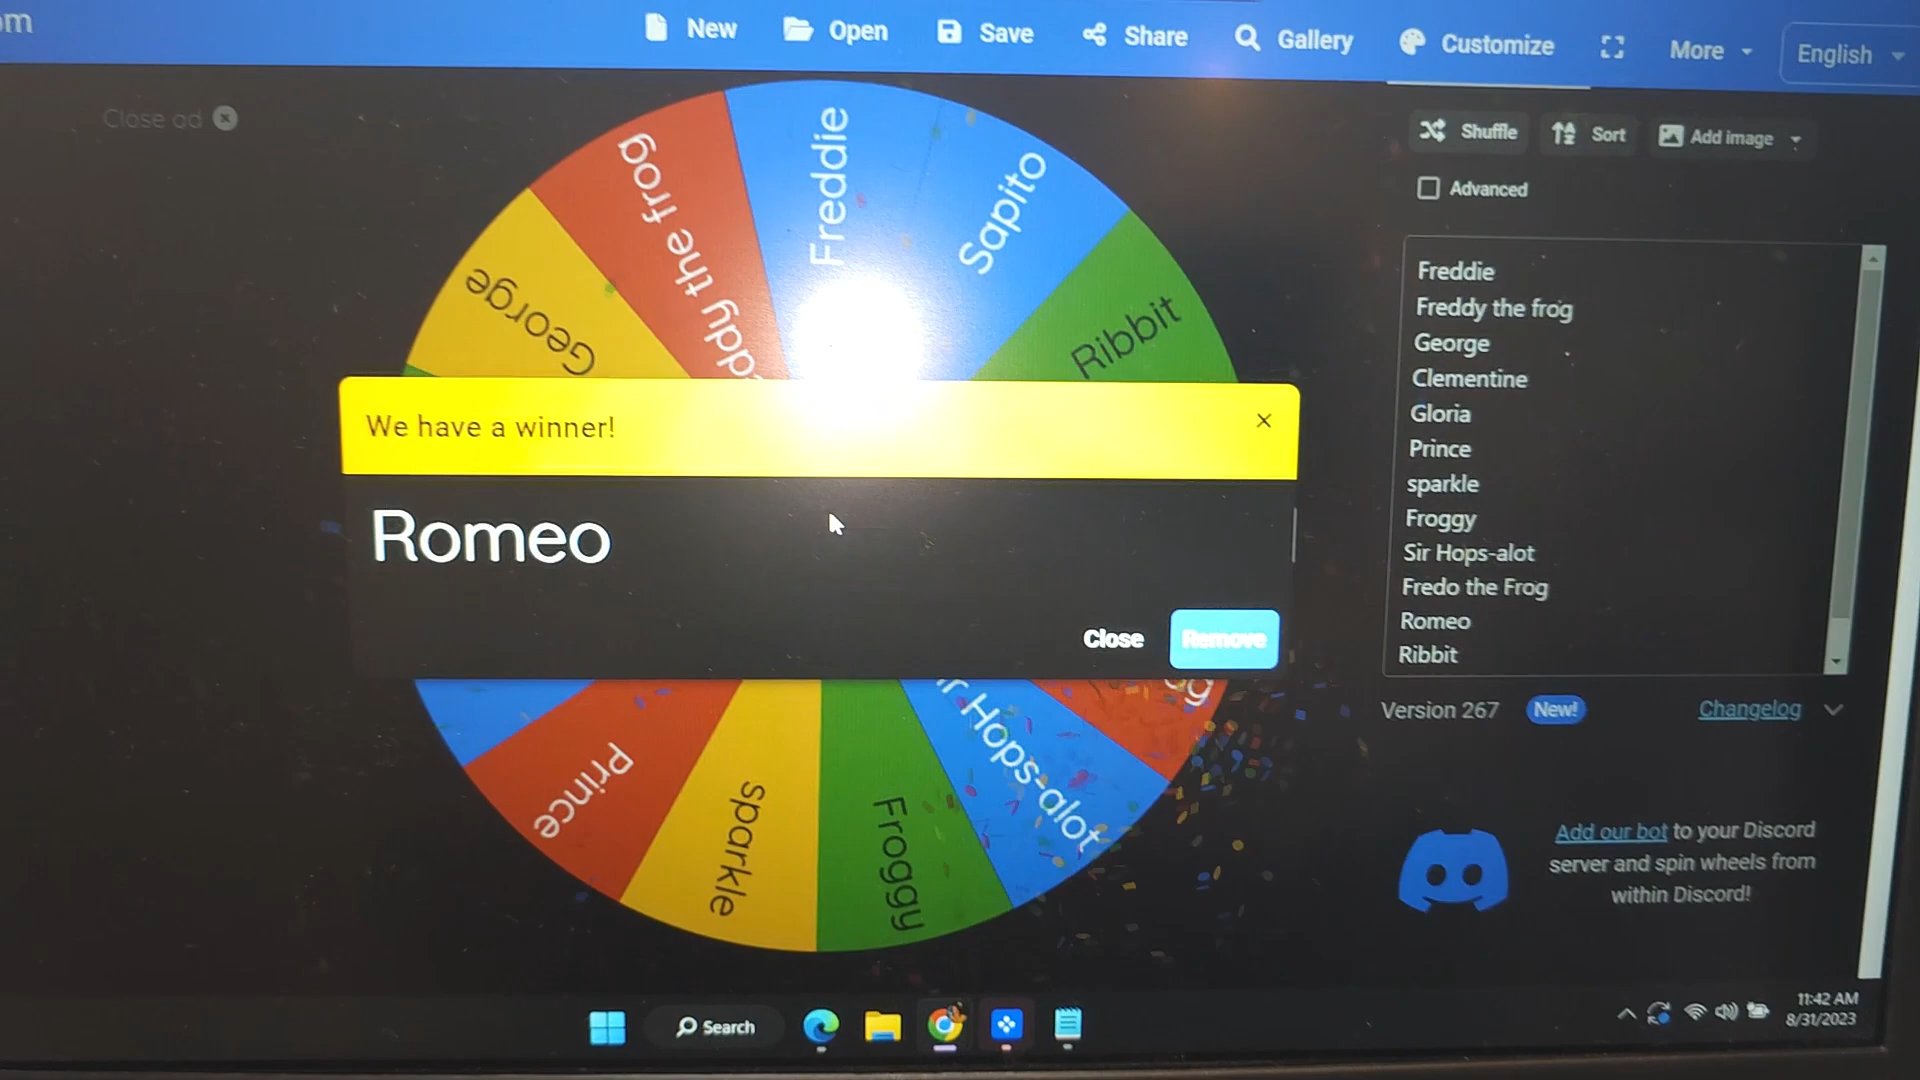 om
New
Open
Save
Share
Gallery
Customize
More
English
Close ad
Shuffle
Sort
Add image
Advanced
George
ddy the frog
Freddie
Sapito
Ribbit
We have a winner!
Romeo
Close
Remove
Prince
sparkle
Froggy
ir Hops-alot
Freddie
Freddy the frog
George
Clementine
Gloria
Prince
sparkle
Froggy
Sir Hops-alot
Fredo the Frog
Romeo
Ribbit
Version 267
New!
Changelog
Add our bot to your Discord
server and spin wheels from
within Discord!
Search
11:42 AM
8/31/2023